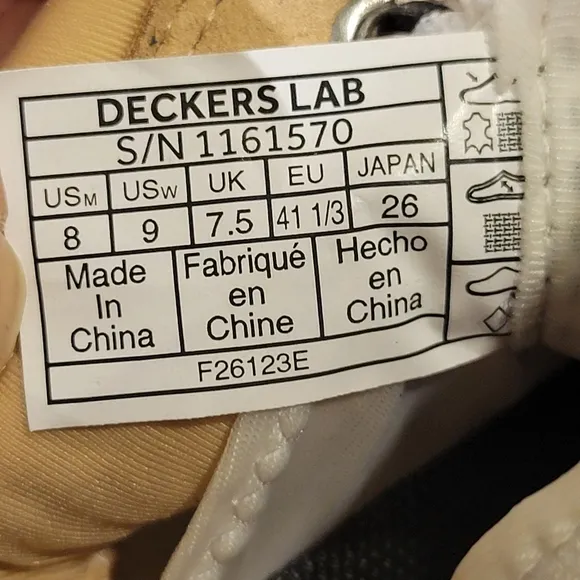 DECKERS LAB
S/N 1161570
USM USW UK EU JAPAN
8 9 7.5 41 1/3 26
Made Fabriqué Hecho
In en en
China Chine China
F26123E